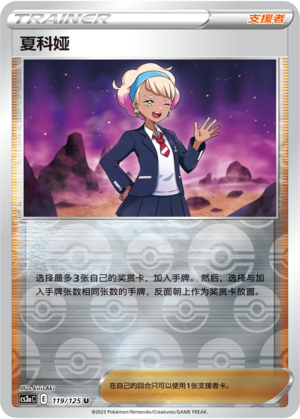 TRAINER 支援者
夏科娅
选择最多3张自己的奖赏卡，加入手牌。然后，选择与加
入手牌张数相同张数的手牌，反面朝上作为奖赏卡放置。
CS3aC E 119/125 U
在自己的回合只可以使用1张支援者卡。
©2023 Pokémon/Nintendo/Creatures/GAME FREAK.